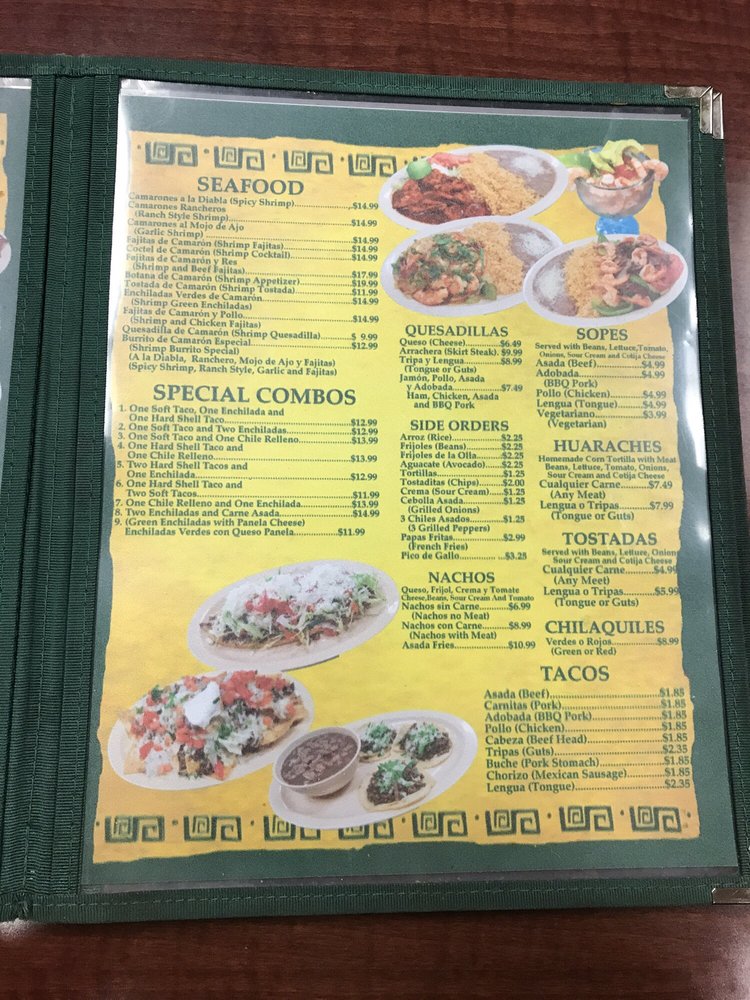 SEAFOOD
Camarones a la Diabla (Spicy Shrimp)..................$14.99
Camarones Rancheros
(Ranch Style Shrimp)..................$14.99
Camarones al Mojo de Ajo
(Garlic Shrimp)..................$14.99
Fajitas de Camarón (Shrimp Fajitas)..................$14.99
Coctel de Camarón (Shrimp Cocktail)..................$14.99
Fajitas de Camarón y Res
(Shrimp and Beef Fajitas)..................$17.99
Botana de Camarón (Shrimp Appetizer)..................$19.99
Tostada de Camarón (Shrimp Tostada)..................$11.99
Enchiladas Verdes de Camarón..................$14.99
(Shrimp Green Enchiladas)
Fajitas de Camarón y Pollo..................$14.99
(Shrimp and Chicken Fajitas)
Quesadilla de Camarón (Shrimp Quesadilla)..................$ 9.99
Burrito de Camarón Especial..................$12.99
(Shrimp Burrito Special)
(A la Diabla, Ranchero, Mojo de Ajo y Fajitas)
(Spicy Shrimp, Ranch Style, Garlic and Fajitas)
SPECIAL COMBOS
1. One Soft Taco, One Enchilada and
One Hard Shell Taco..................$12.99
2. One Soft Taco and Two Enchiladas..................$12.99
3. One Soft Taco and One Chile Relleno..................$13.99
4. One Hard Shell Taco and
One Chile Relleno..................$13.99
5. Two Hard Shell Tacos and
One Enchilada..................$12.99
6. One Hard Shell Taco and
Two Soft Tacos..................$11.99
7. One Chile Relleno and One Enchilada..................$13.99
8. Two Enchiladas and Carne Asada..................$14.99
9. (Green Enchiladas with Panela Cheese)
Enchiladas Verdes con Queso Panela..................$11.99
QUESADILLAS
Queso (Cheese)........$6.49
Arrachera (Skirt Steak). $9.99
Tripa y Lengua........$8.99
(Tongue or Guts)
Jamón, Pollo, Asada
y Adobada........$7.49
Ham, Chicken, Asada
and BBQ Pork
SIDE ORDERS
Arroz (Rice)........$2.25
Frijoles (Beans)........$2.25
Frijoles de la Olla........$2.25
Aguacate (Avocado)........$2.25
Tortillas........$1.25
Tostaditas (Chips)........$2.00
Crema (Sour Cream)......$1.25
Cebolla Asada........$1.25
(Grilled Onions)
3 Chiles Asados........$1.25
(3 Grilled Peppers)
Papas Fritas........$2.99
(French Fries)
Pico de Gallo........ ...$3.25
NACHOS
Queso, Frijol, Crema y Tomate
Cheese,Beans, Sour Cream And Tomato
Nachos sin Carne........$6.99
(Nachos no Meat)
Nachos con Carne........$8.99
(Nachos with Meat)
Asada Fries........$10.99
SOPES
Served with Beans, Lettuce,Tomato,
Onions, Sour Cream and Cotija Cheese
Asada (Beef)........$4.99
Adobada........$4.99
(BBQ Pork)
Pollo (Chicken)........$4.99
Lengua (Tongue)........$4.99
Vegetariano........$3.99
(Vegetarian)
HUARACHES
Homemade Corn Tortilla with Meat
Beans, Lettuce, Tomato, Onions,
Sour Cream and Cotija Cheese
Cualquier Carne........$7.49
(Any Meat)
Lengua o Tripas........$7.99
(Tongue or Guts)
TOSTADAS
Served with Beans, Lettuce, Onion
Sour Cream and Cotija Cheese
Cualquier Carne........$4.99
(Any Meet)
Lengua o Tripas........$5.99
(Tongue or Guts)
CHILAQUILES
Verdes o Rojos........$8.99
(Green or Red)
TACOS
Asada (Beef)..................$1.85
Carnitas (Pork)..................$1.85
Adobada (BBQ Pork)..................$1.85
Pollo (Chicken)..................$1.85
Cabeza (Beef Head)..................$1.85
Tripas (Guts)..................$2.35
Buche (Pork Stomach)..................$1.85
Chorizo (Mexican Sausage)..................$1.85
Lengua (Tongue)..................$2.35